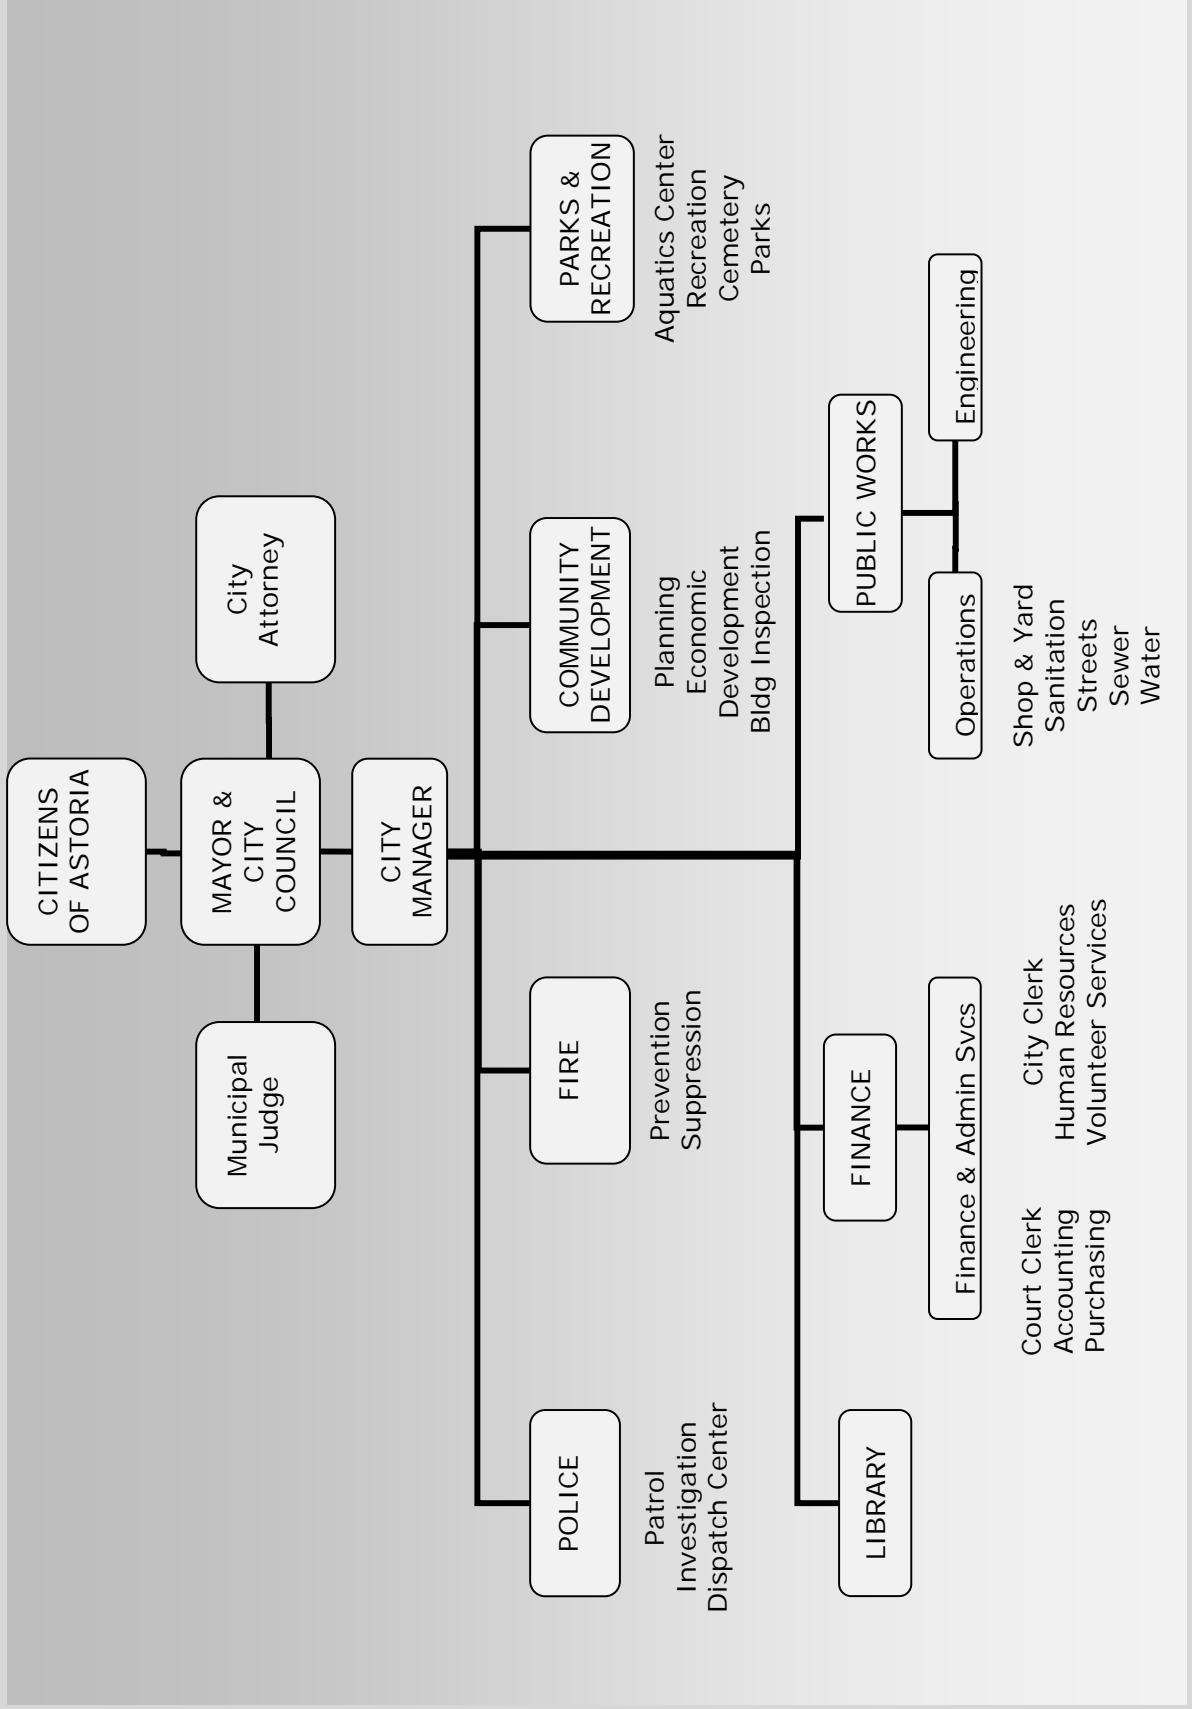 CITIZENS
OF ASTORIA
Municipal
Judge
MAYOR &
CITY
COUNCIL
City
Attorney
CITY
MANAGER
POLICE
Patrol
Investigation
Dispatch Center
FIRE
Prevention
Suppression
COMMUNITY
DEVELOPMENT
Planning
Economic
Development
Bldg Inspection
PARKS &
RECREATION
Aquatics Center
Recreation
Cemetery
Parks
LIBRARY
FINANCE
Finance & Admin Svcs
Court Clerk
Accounting
Purchasing
City Clerk
Human Resources
Volunteer Services
PUBLIC WORKS
Operations
Shop & Yard
Sanitation
Streets
Sewer
Water
Engineering